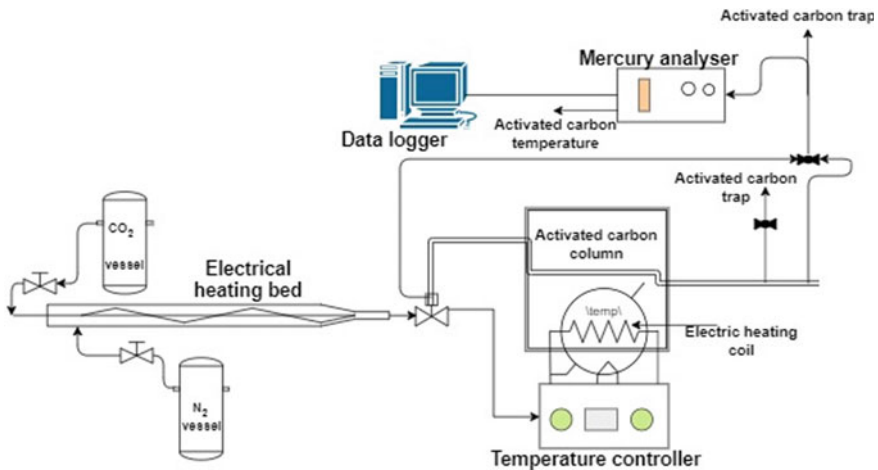 Activated carbon trap
Mercury analyser
Data logger
Activated carbon
temperature
Activated carbon
trap
CO2
vessel
Electrical
heating bed
Activated carbon
column
\temp\
Electric heating
coil
N2
vessel
Temperature controller